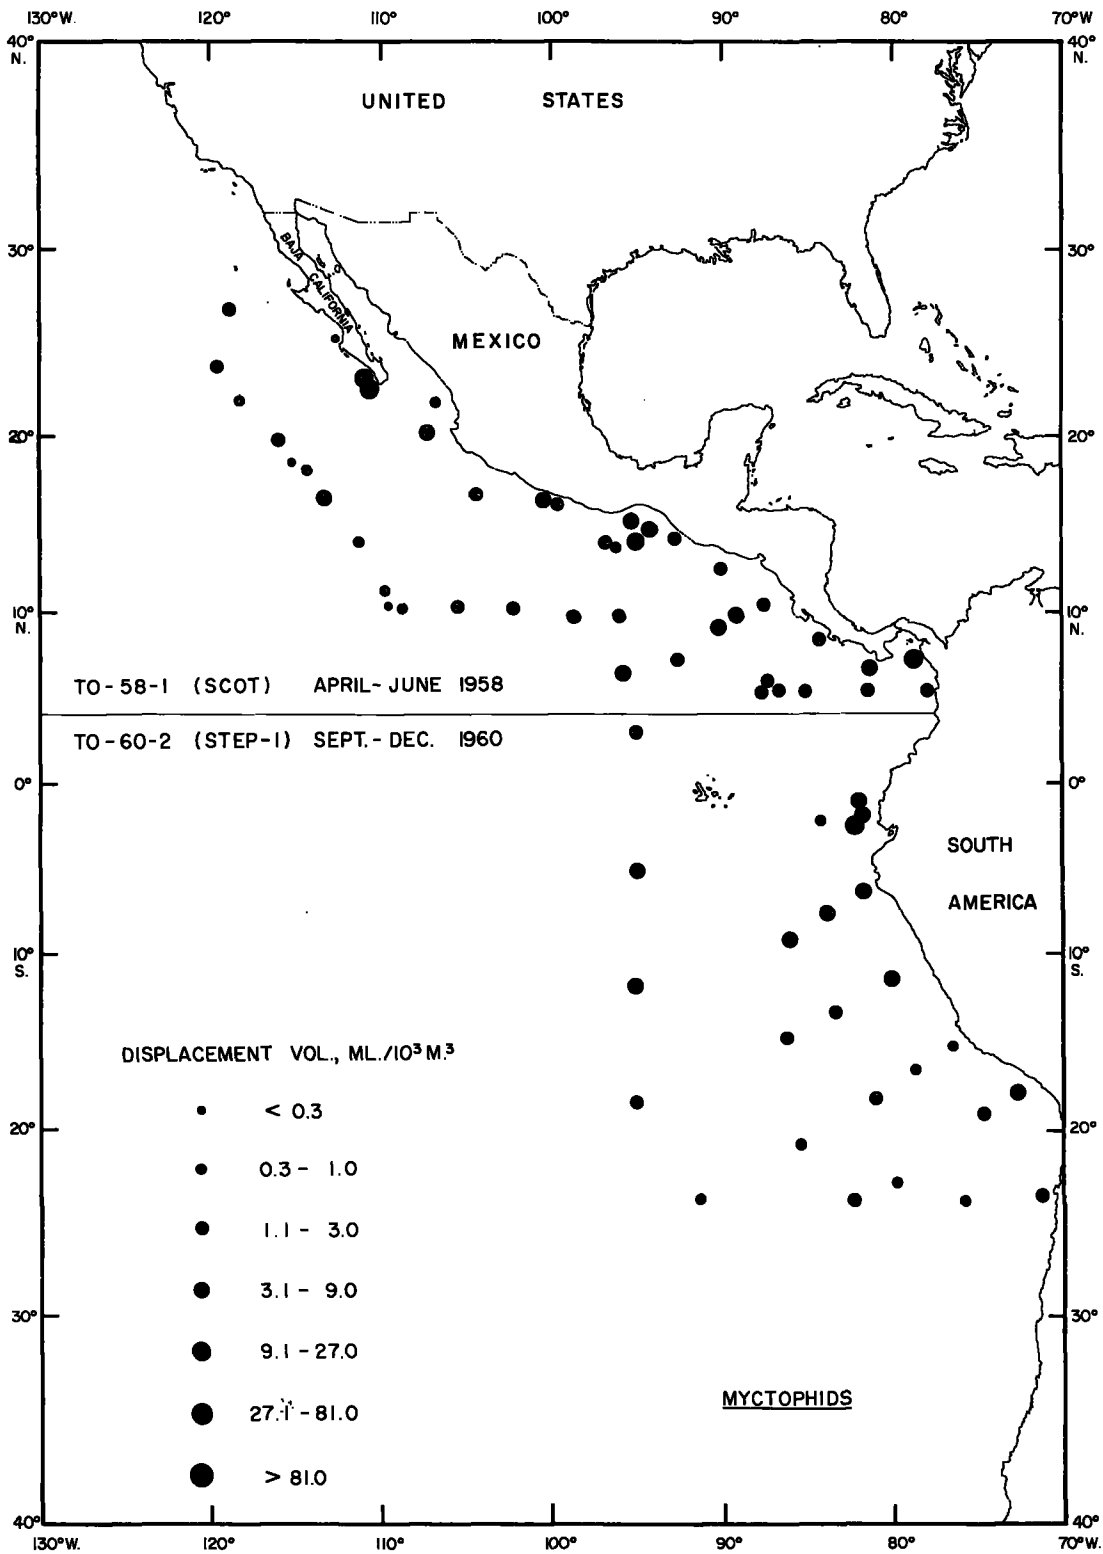 130°W. 120° 110° 100° 90° 80° 70°W
40° N. 40° N.
UNITED STATES
30° 30°
BAJA CALIFORNIA
MEXICO
20° 20°
10° N. 10° N.
TO-58-1 (SCOT) APRIL-JUNE 1958
TO-60-2 (STEP-I) SEPT.-DEC. 1960
0° 0°
SOUTH
AMERICA
10° S. 10° S.
DISPLACEMENT VOL., ML./10³M.³
< 0.3
20° 20°
0.3 - 1.0
1.1 - 3.0
3.1 - 9.0
30° 30°
9.1 - 27.0
MYCTOPHIDS
27.1 - 81.0
> 81.0
40° 40°
130°W. 120° 110° 100° 90° 80° 70°W.